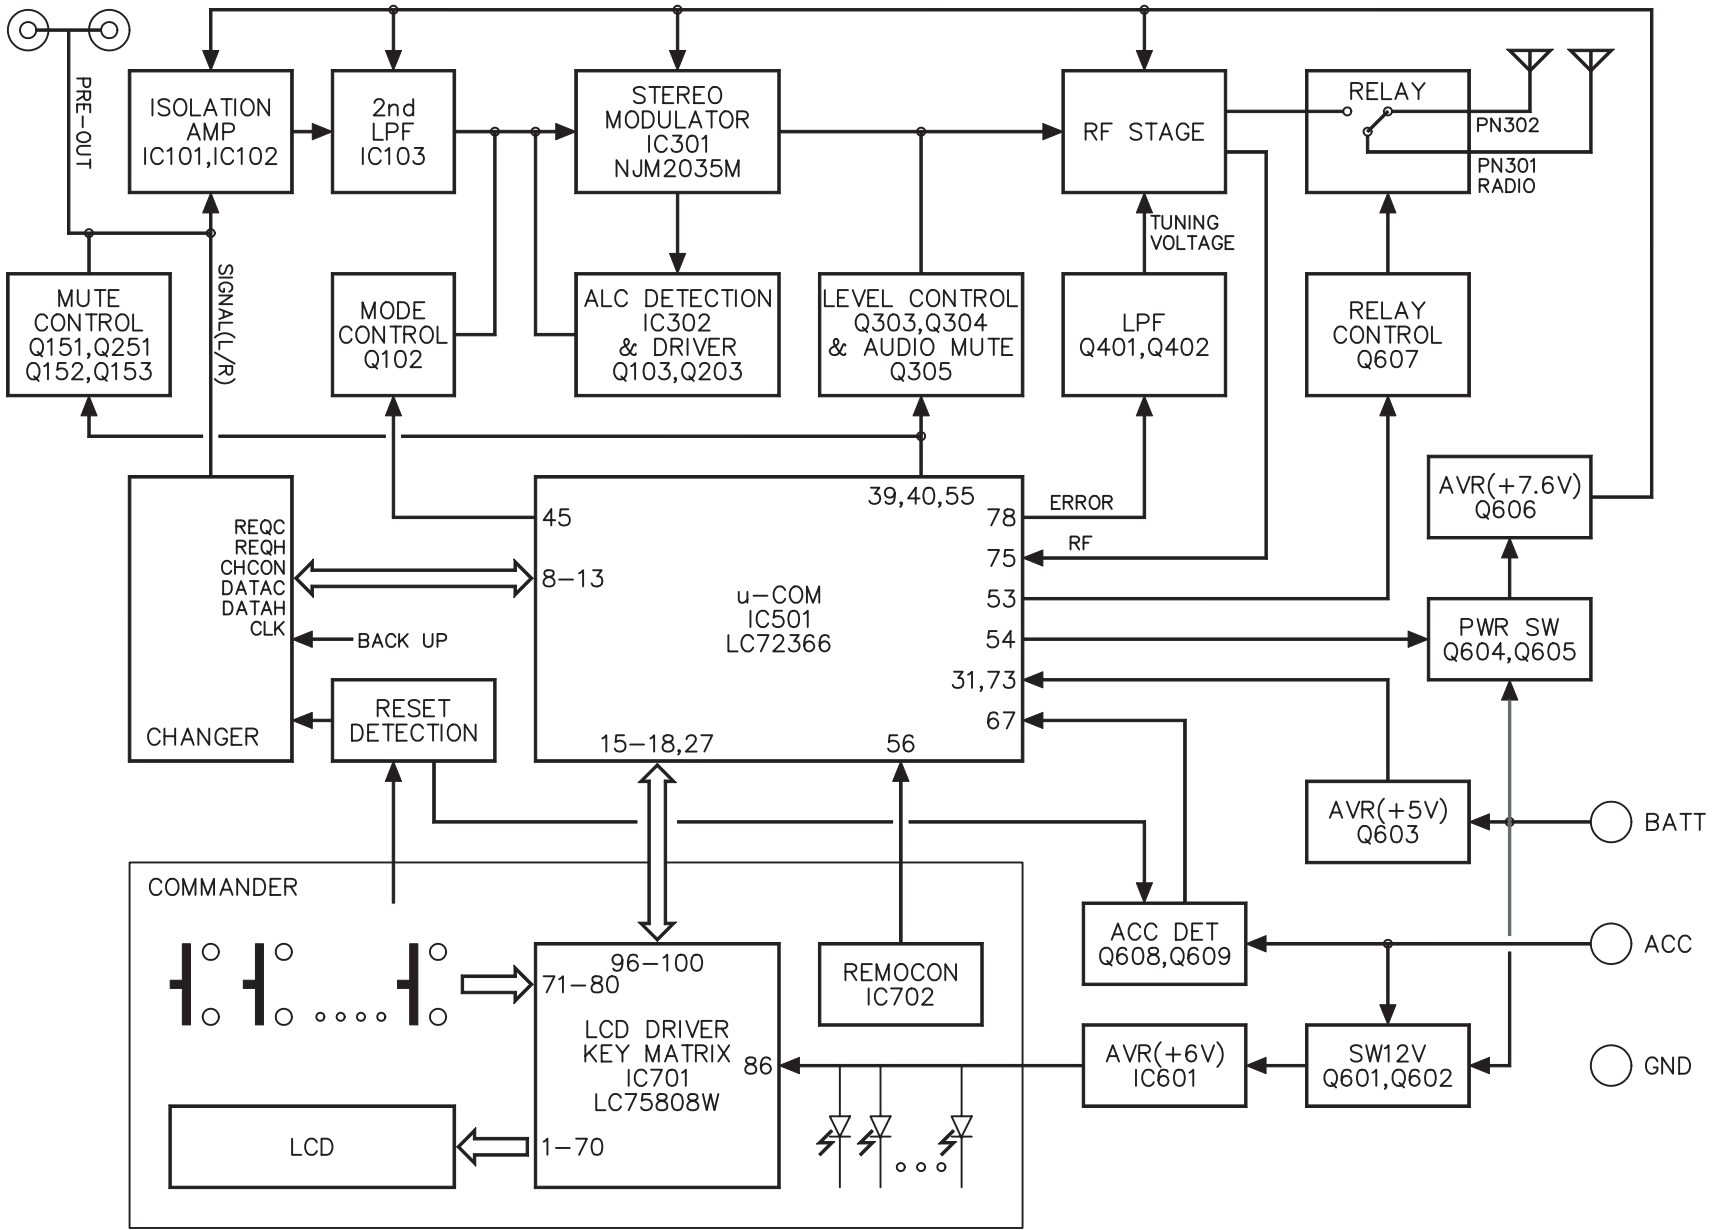 PRE-OUT
ISOLATION
AMP
IC101,IC102
2nd
LPF
IC103
STEREO
MODULATOR
IC301
NJM2035M
RF STAGE
RELAY
PN302
PN301
RADIO
TUNING
VOLTAGE
SIGNAL(L/R)
MUTE
CONTROL
Q151,Q251
Q152,Q153
MODE
CONTROL
Q102
ALC DETECTION
IC302
& DRIVER
Q103,Q203
LEVEL CONTROL
Q303,Q304
& AUDIO MUTE
Q305
LPF
Q401,Q402
RELAY
CONTROL
Q607
AVR(+7.6V)
Q606
REQC
REQH
CHCON
DATAC
DATAH
CLK
BACK UP
CHANGER
RESET
DETECTION
39,40,55
45
8-13
u-COM
IC501
LC72366
78
75
53
54
31,73
67
15-18,27
56
ERROR
RF
PWR SW
Q604,Q605
AVR(+5V)
Q603
BATT
COMMANDER
ACC DET
Q608,Q609
ACC
96-100
71-80
LCD DRIVER
KEY MATRIX
IC701
LC75808W
86
1-70
REMOCON
IC702
AVR(+6V)
IC601
SW12V
Q601,Q602
GND
LCD